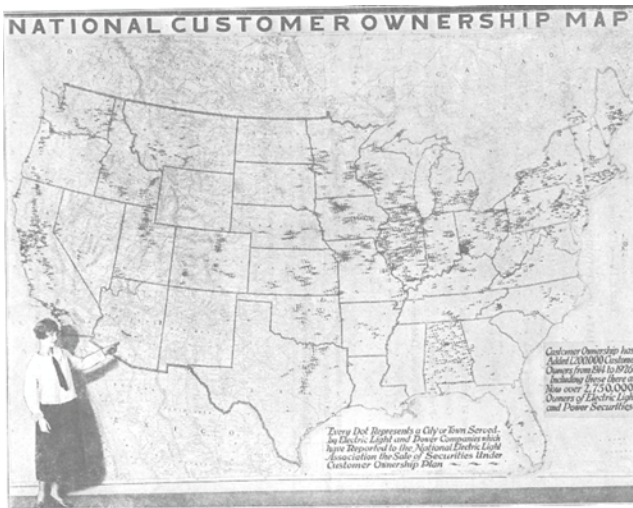 NATIONAL CUSTOMER OWNERSHIP MAP
Customer Ownership has
Added 1,200,000 Customer
Owners from 1914 to 1926
Including these there are
Now over 2,750,000
Owners of Electric Light
and Power Securities
Every Dot Represents a City or Town Served
by Electric Light and Power Companies which
have Reported to the National Electric Light
Association the Sale of Securities Under
Customer Ownership Plan